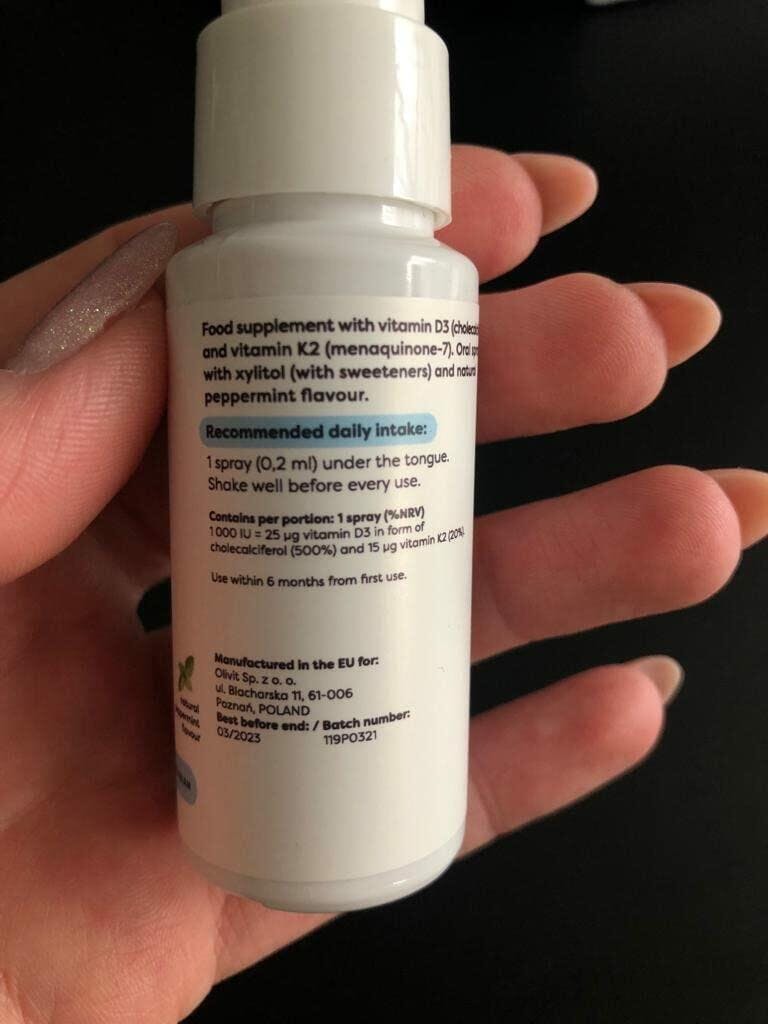 Food supplement with vitamin D3
and vitamin K2 (menaquinone-7). Oral
with xylitol (with sweeteners) and natural
peppermint flavour.
Recommended daily intake:
1 spray (0,2 ml) under the tongue.
Shake well before every use.
Contains per portion: 1 spray (%NRV)
1 000 IU = 25 µg vitamin D3 in form of
cholecalciferol (500%) and 15 µg vitamin K2 (20%).
Use within 6 months from first use.
natural
flavour
Manufactured in the EU for:
Olivit Sp. z o. o.
ul. Blacharska 11, 61-006
Poznań, POLAND
Best before end: / Batch number:
03/2023 119P0321